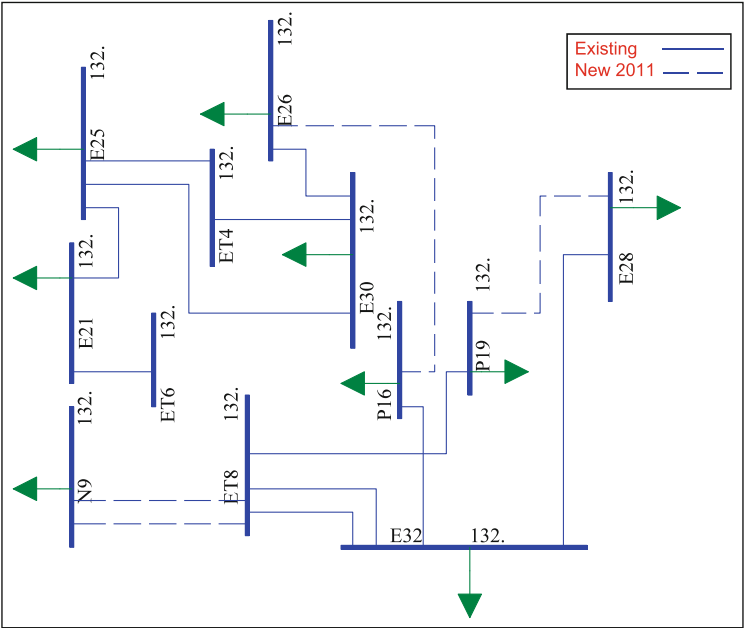 Existing
New 2011
132.
E26
132.
E25
132.
ET4
132.
E30
132.
E28
132.
E21
132.
ET6
132.
P16
132.
P19
132.
N9
132.
ET8
E32 132.